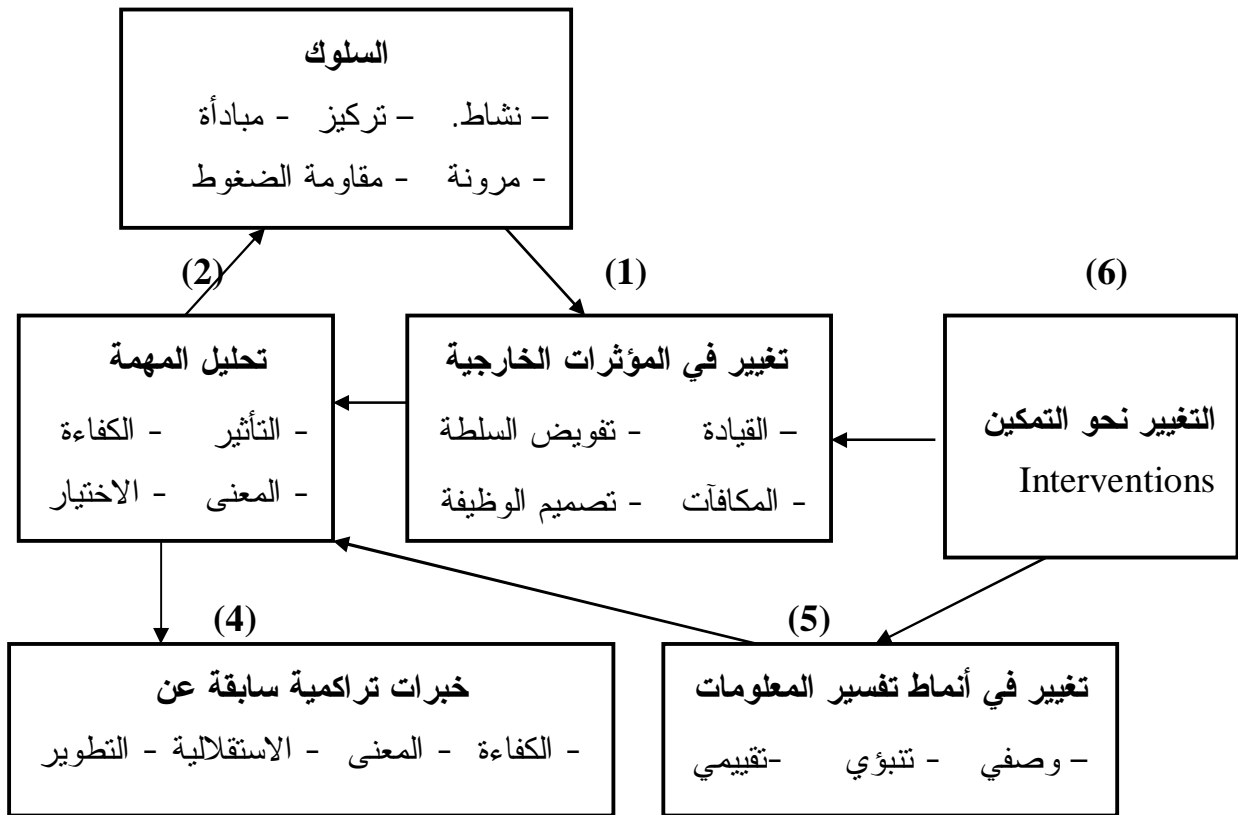 السلوك
– نشاط. – تركيز - مبادأة
- مرونة - مقاومة الضغوط
(6)
(1)
(2)
التغيير نحو التمكين
Interventions
تغيير في المؤثرات الخارجية
– القيادة - تفويض السلطة
- المكافآت - تصميم الوظيفة
تحليل المهمة
- التأثير - الكفاءة
- المعنى - الاختيار
(5)
(4)
تغيير في أنماط تفسير المعلومات
– وصفي - تنبؤي -تقييمي
خبرات تراكمية سابقة عن
- الكفاءة - المعنى - الاستقلالية - التطوير